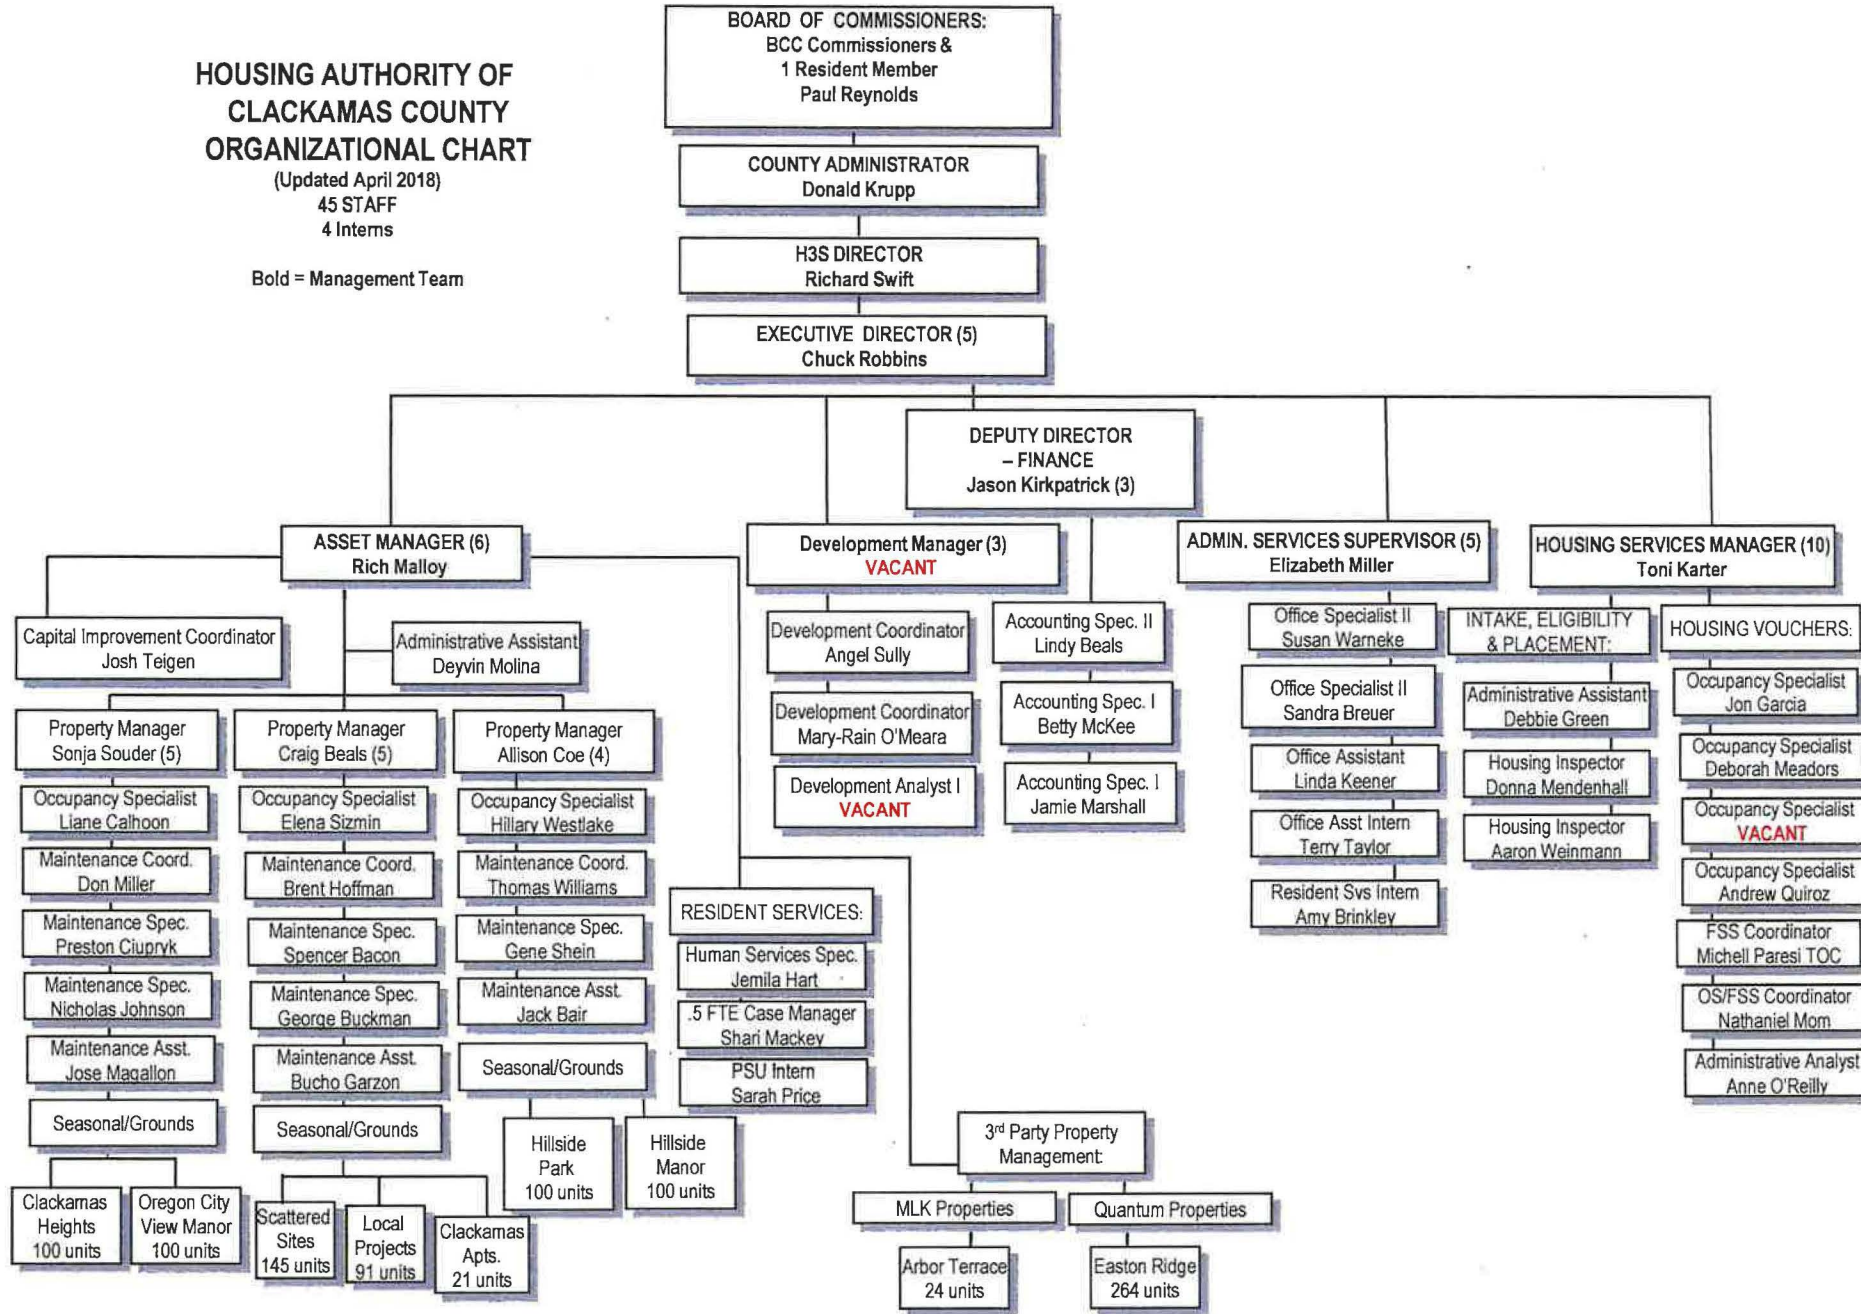 HOUSING AUTHORITY OF
CLACKAMAS COUNTY
ORGANIZATIONAL CHART
(Updated April 2018)
45 STAFF
4 Interns
Bold = Management Team
BOARD OF COMMISSIONERS:
BCC Commissioners &
1 Resident Member
Paul Reynolds
COUNTY ADMINISTRATOR
Donald Krupp
H3S DIRECTOR
Richard Swift
EXECUTIVE DIRECTOR (5)
Chuck Robbins
DEPUTY DIRECTOR
– FINANCE
Jason Kirkpatrick (3)
ASSET MANAGER (6)
Rich Malloy
Development Manager (3)
VACANT
ADMIN. SERVICES SUPERVISOR (5)
Elizabeth Miller
HOUSING SERVICES MANAGER (10)
Toni Karter
Capital Improvement Coordinator
Josh Teigen
Administrative Assistant
Deyvin Molina
Property Manager
Sonja Souder (5)
Occupancy Specialist
Liane Calhoon
Maintenance Coord.
Don Miller
Maintenance Spec.
Preston Ciupryk
Maintenance Spec.
Nicholas Johnson
Maintenance Asst.
Jose Magallon
Seasonal/Grounds
Clackamas
Heights
100 units
Oregon City
View Manor
100 units
Property Manager
Craig Beals (5)
Occupancy Specialist
Elena Sizmin
Maintenance Coord.
Brent Hoffman
Maintenance Spec.
Spencer Bacon
Maintenance Spec.
George Buckman
Maintenance Asst.
Bucho Garzon
Seasonal/Grounds
Scattered
Sites
145 units
Local
Projects
91 units
Clackamas
Apts.
21 units
Property Manager
Allison Coe (4)
Occupancy Specialist
Hillary Westlake
Maintenance Coord.
Thomas Williams
Maintenance Spec.
Gene Shein
Maintenance Asst.
Jack Bair
Seasonal/Grounds
Hillside
Park
100 units
Hillside
Manor
100 units
RESIDENT SERVICES:
Human Services Spec.
Jemila Hart
.5 FTE Case Manager
Shari Mackey
PSU Intern
Sarah Price
3rd Party Property
Management:
MLK Properties
Arbor Terrace
24 units
Quantum Properties
Easton Ridge
264 units
Development Coordinator
Angel Sully
Development Coordinator
Mary-Rain O'Meara
Development Analyst I
VACANT
Accounting Spec. II
Lindy Beals
Accounting Spec. I
Betty McKee
Accounting Spec. I
Jamie Marshall
Office Specialist II
Susan Warneke
Office Specialist II
Sandra Breuer
Office Assistant
Linda Keener
Office Asst Intern
Terry Taylor
Resident Svs Intern
Amy Brinkley
INTAKE, ELIGIBILITY
& PLACEMENT:
Administrative Assistant
Debbie Green
Housing Inspector
Donna Mendenhall
Housing Inspector
Aaron Weinmann
HOUSING VOUCHERS:
Occupancy Specialist
Jon Garcia
Occupancy Specialist
Deborah Meadors
Occupancy Specialist
VACANT
Occupancy Specialist
Andrew Quiroz
FSS Coordinator
Michell Paresi TOC
OS/FSS Coordinator
Nathaniel Mom
Administrative Analyst
Anne O'Reilly